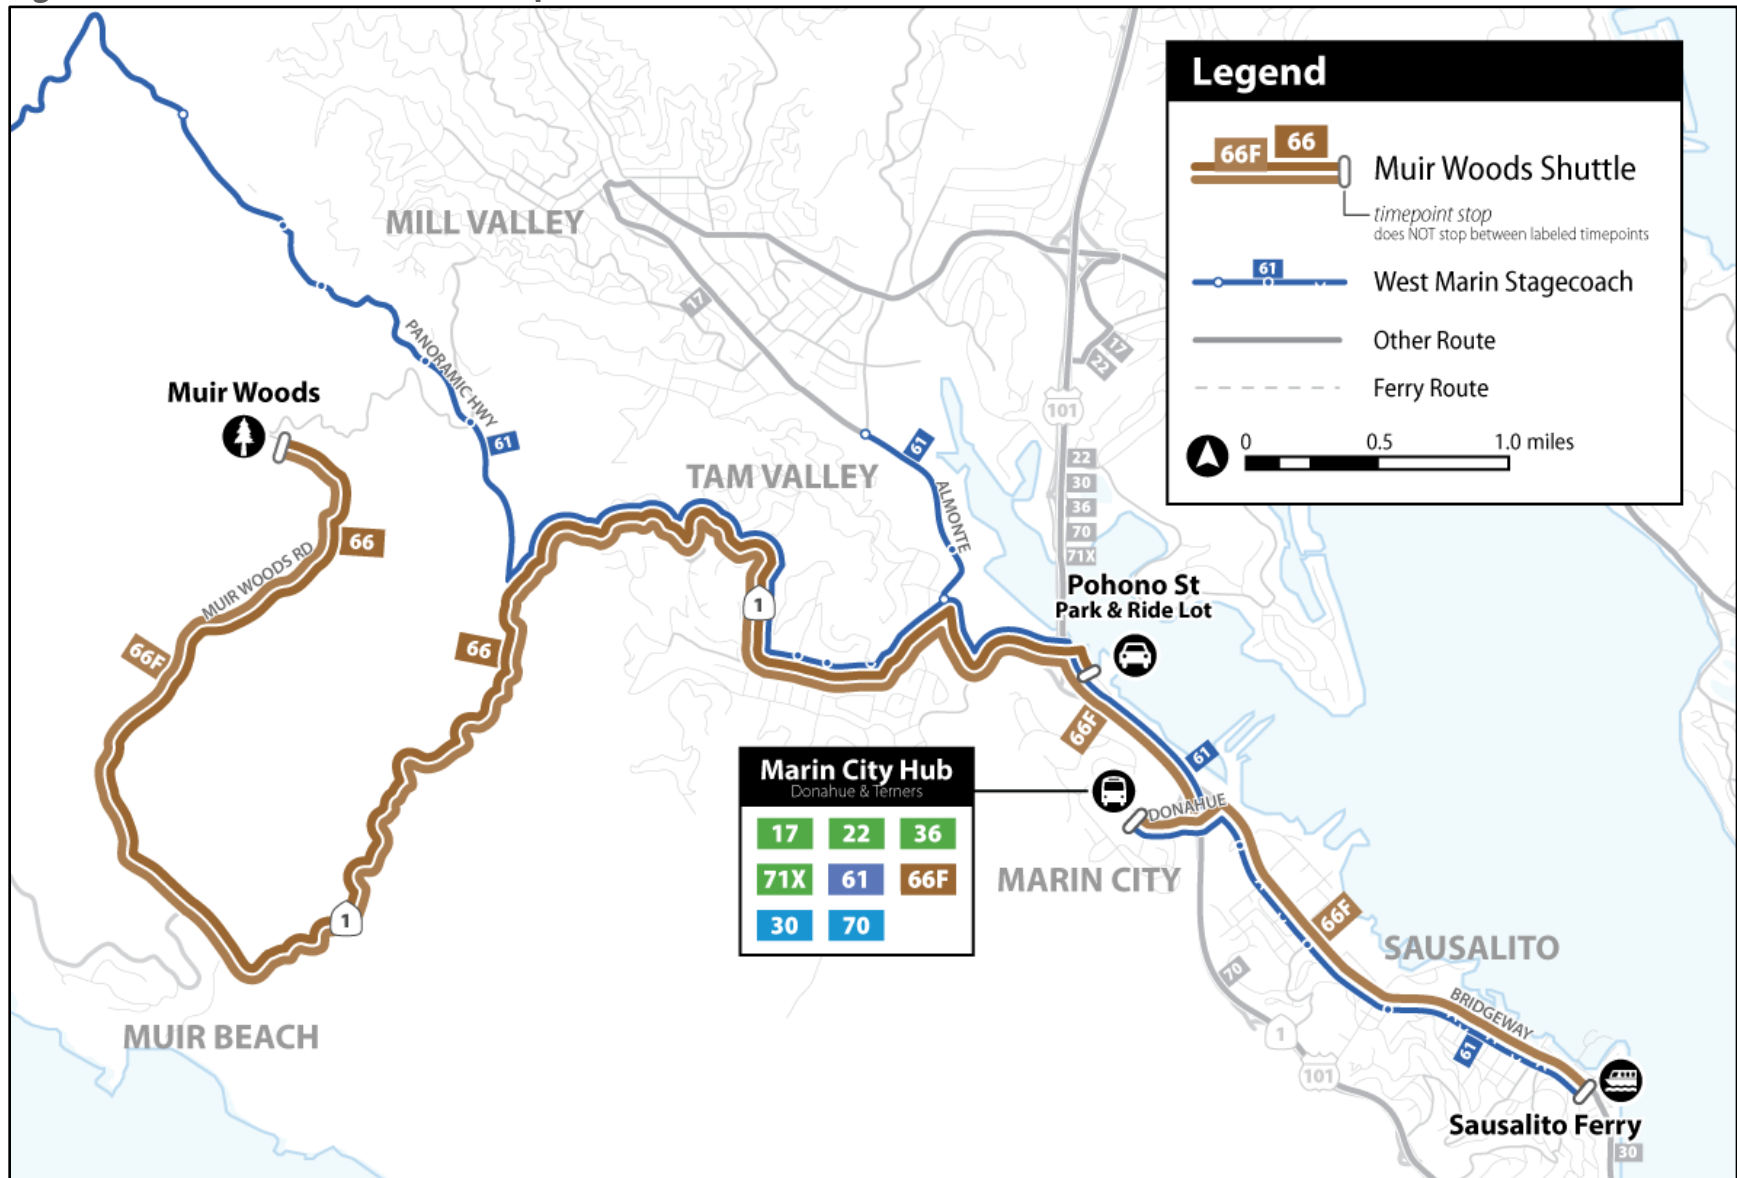 Legend
66F
66
Muir Woods Shuttle
timepoint stop
does NOT stop between labeled timepoints
61
West Marin Stagecoach
Other Route
Ferry Route
0 0.5 1.0 miles
MILL VALLEY
17
17
22
101
PANORAMIC HWY
61
Muir Woods
66
MUIR WOODS RD
66F
66
TAM VALLEY
61
ALMONTE
22
30
36
70
71X
1
Pohono St
Park & Ride Lot
66F
61
Marin City Hub
Donahue & Terners
17 22 36
71X 61 66F
30 70
DONAHUE
MARIN CITY
66F
SAUSALITO
1
MUIR BEACH
70
BRIDGEWAY
61
1
101
Sausalito Ferry
30